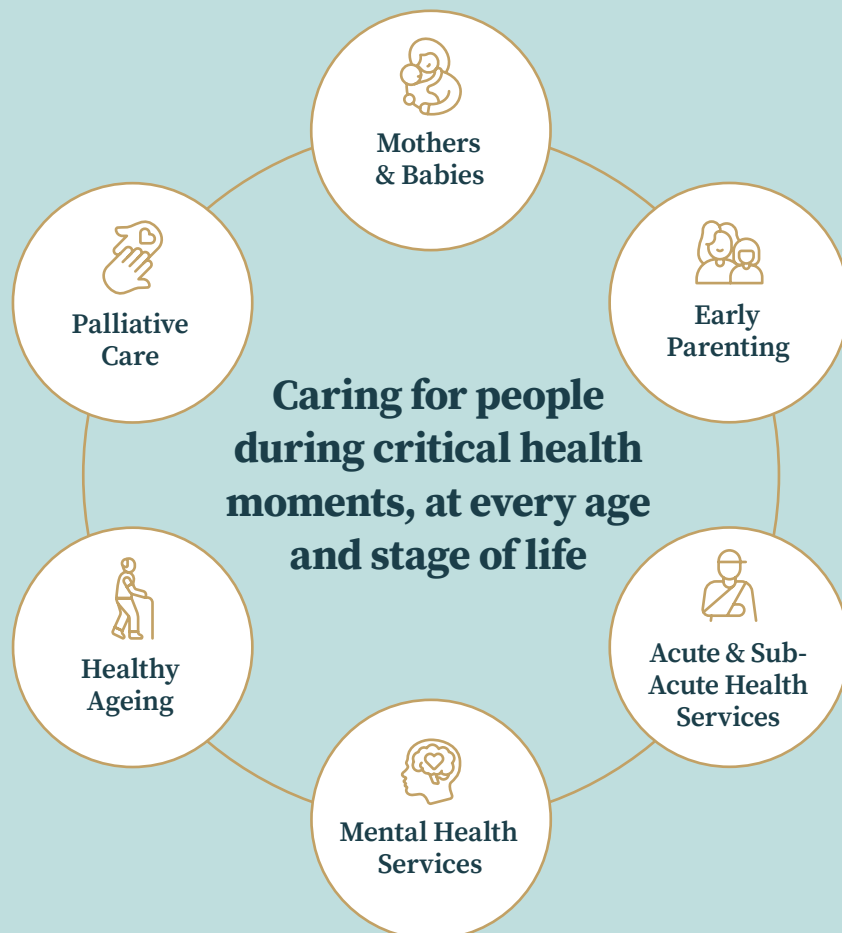 Mothers
& Babies
Early
Parenting
Acute & Sub-
Acute Health
Services
Mental Health
Services
Healthy
Ageing
Palliative
Care
Caring for people
during critical health
moments, at every age
and stage of life